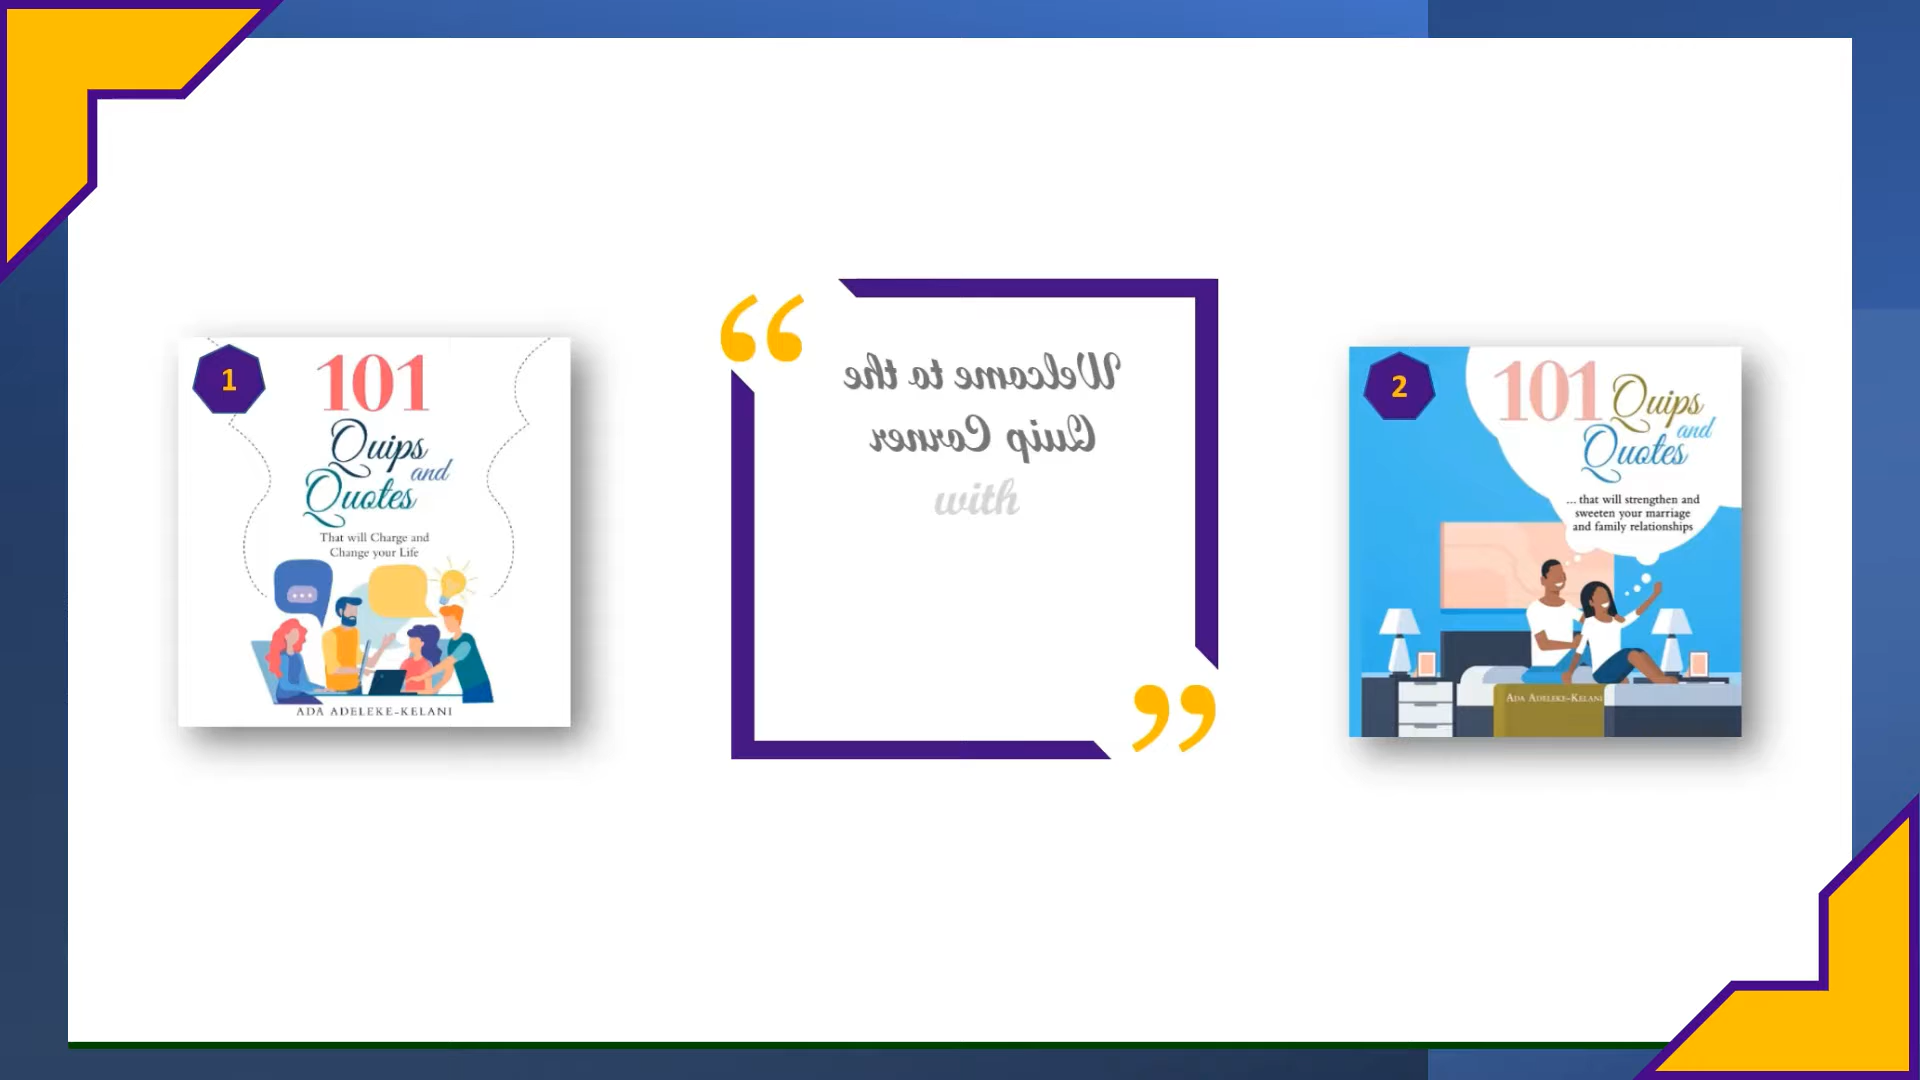 1
101
Quips
and
Quotes
That will Charge and
Change your Life
ADA ADELEKE-KELANI
“
Welcome to the
Quip Corner
with
”
2
101 Quips
and
Quotes
... that will strengthen and
sweeten your marriage
and family relationships
ADA ADELEKE-KELANI